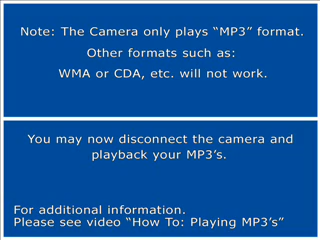 Note: The Camera only plays “MP3” format.
Other formats such as:
WMA or CDA, etc. will not work.
You may now disconnect the camera and
playback your MP3’s.
For additional information.
Please see video “How To: Playing MP3’s”